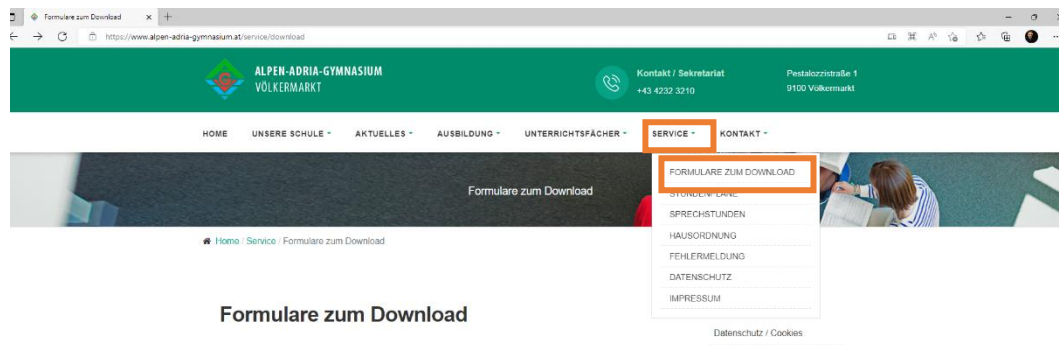 Formulare zum Download
https://www.alpen-adria-gymnasium.at/service/download
ALPEN-ADRIA-GYMNASIUM
VÖLKERMARKT
Kontakt / Sekretariat
+43 4232 3210
Pestalozzistraße 1
9100 Völkermarkt
HOME UNSERE SCHULE AKTUELLES AUSBILDUNG UNTERRICHTSFÄCHER SERVICE KONTAKT
Formulare zum Download
FORMULARE ZUM DOWNLOAD
STUNDENPLÄNE
SPRECHSTUNDEN
HAUSORDNUNG
FEHLERMELDUNG
DATENSCHUTZ
IMPRESSUM
Home / Service / Formulare zum Download
Formulare zum Download
Datenschutz / Cookies